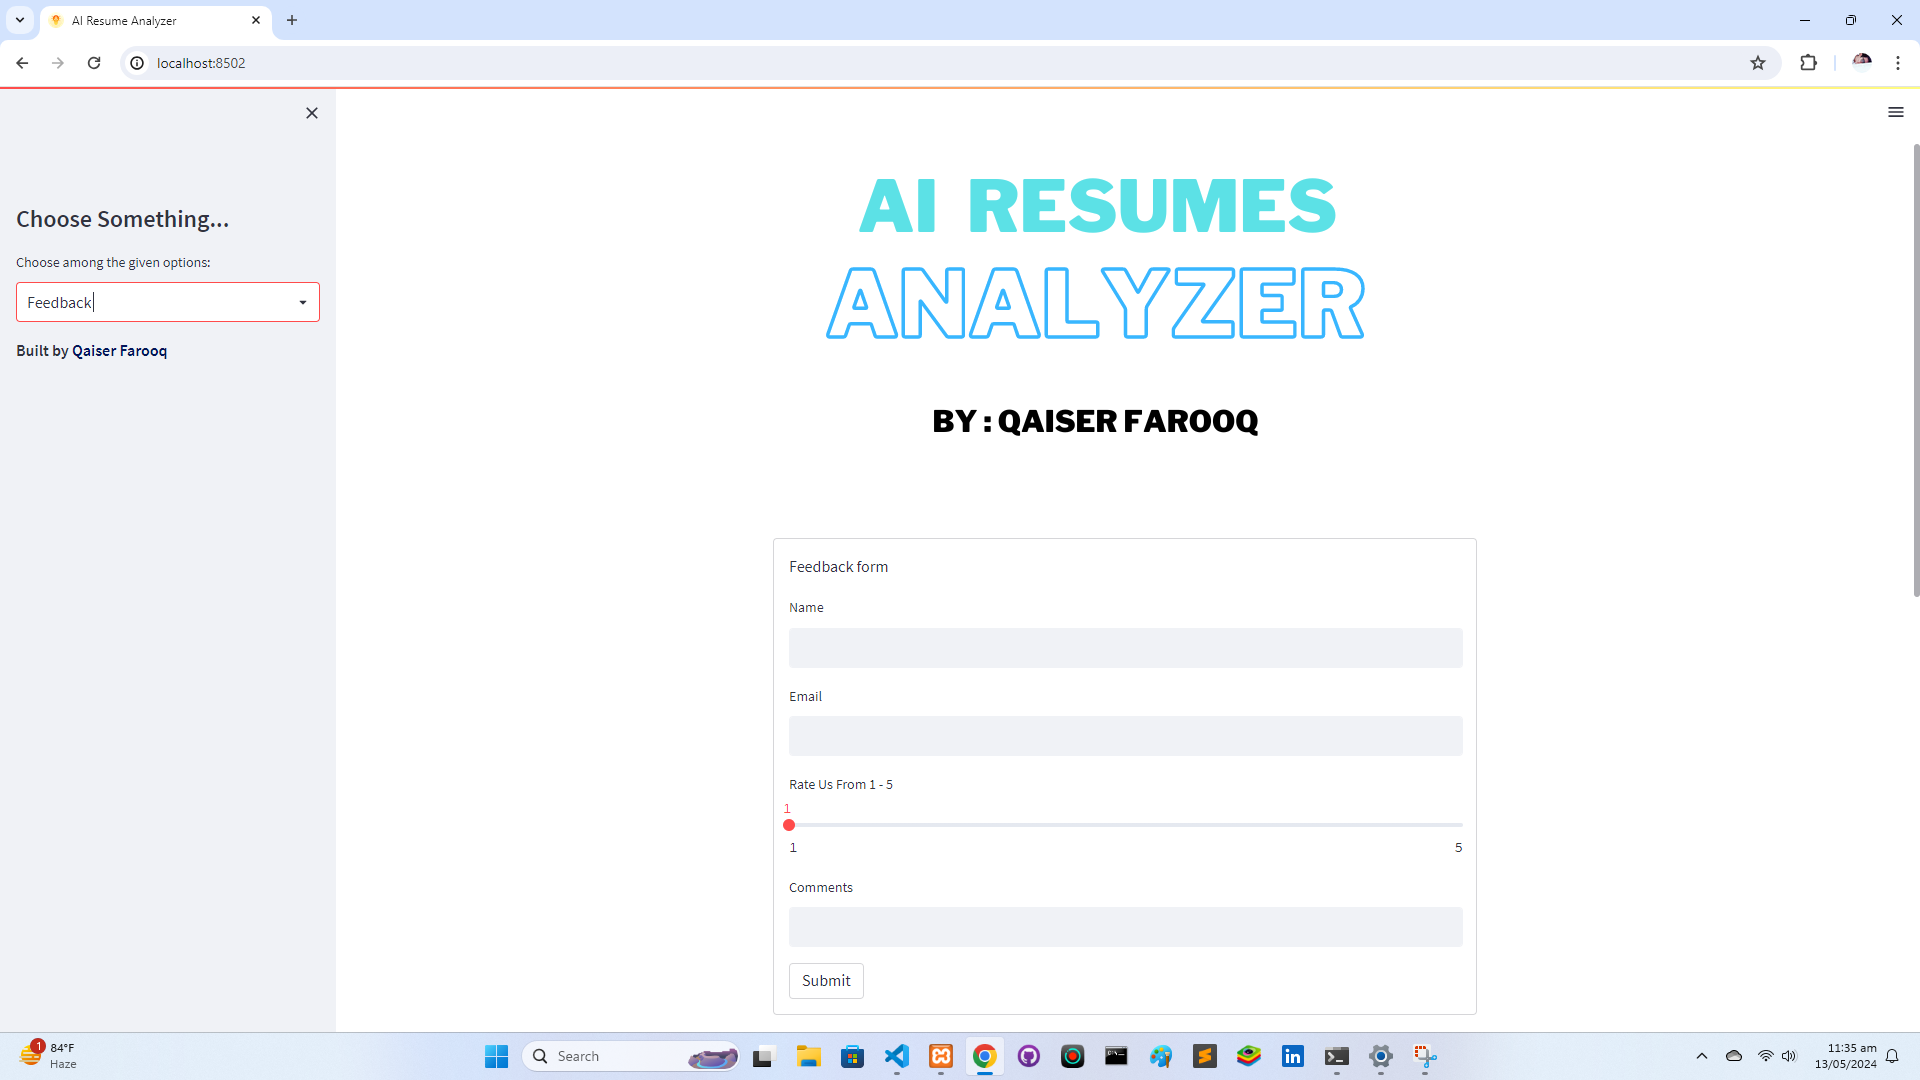 AI Resume Analyzer
localhost:8502
Choose Something...
Choose among the given options:
Feedback
Built by Qaiser Farooq
AI RESUMES
ANALYZER
BY : QAISER FAROOQ
Feedback form
Name
Email
Rate Us From 1 - 5
1
1 5
Comments
Submit
1
84°F
Haze
Search
11:35 am
13/05/2024